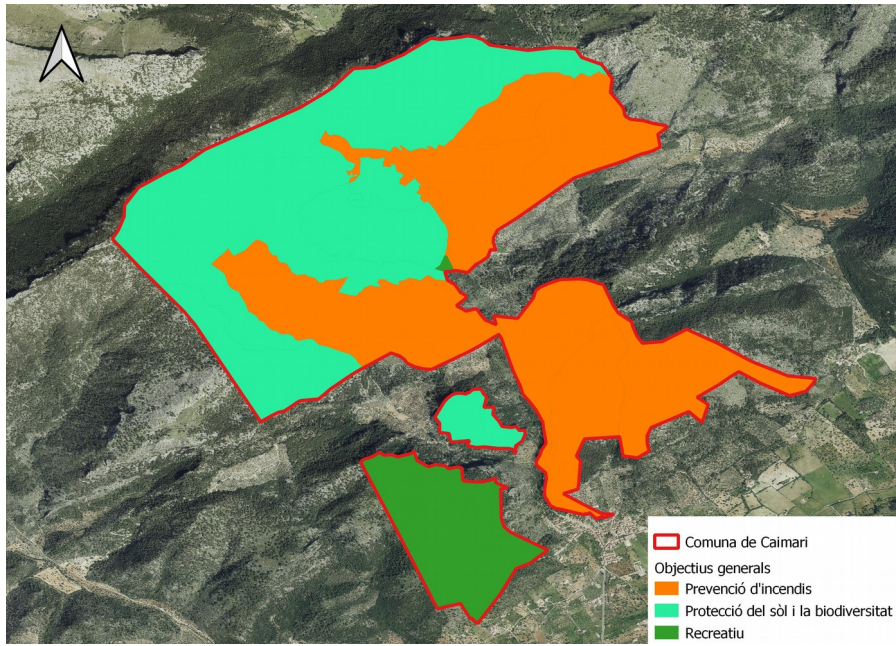 Comuna de Caimari
Objectius generals
Prevenció d'incendis
Protecció del sòl i la biodiversitat
Recreatiu